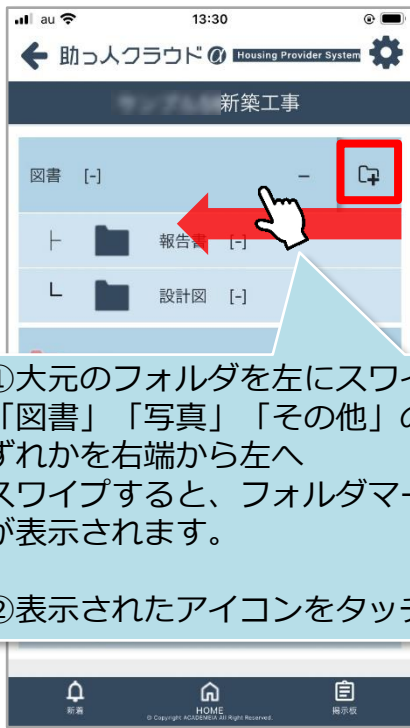 au 13:30
助っ人クラウドα Housing Provider System
新築工事
図書 [-] −
報告書 [-]
設計図 [-]
①大元のフォルダを左にスワイ
「図書」「写真」「その他」の
ずれかを右端から左へ
スワイプすると、フォルダマー
が表示されます。
②表示されたアイコンをタッチ
新着 HOME 掲示板
© Copyright ACADEMEIA All Right Reserved.